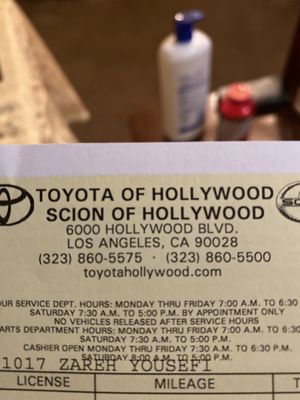 TOYOTA OF HOLLYWOOD
SCION OF HOLLYWOOD
6000 HOLLYWOOD BLVD.
LOS ANGELES, CA 90028
(323) 860-5575 · (323) 860-5500
toyotahollywood.com
OUR SERVICE DEPT. HOURS: MONDAY THRU FRIDAY 7:00 A.M. TO 6:30
SATURDAY 7:30 A.M. TO 5:00 P.M. BY APPOINTMENT ONLY
NO VEHICLES RELEASED AFTER SERVICE HOURS
PARTS DEPARTMENT HOURS: MONDAY THRU FRIDAY 7:00 A.M. TO 6:30
SATURDAY 7:30 A.M. TO 5:00 P.M.
CASHIER OPEN MONDAY THRU FRIDAY 7:00 A.M. TO 7:
SATURDAY 8:00 A.M. TO 5:00 P.M.
1017 ZAREH YOUSEFI
LICENSE MILEAGE